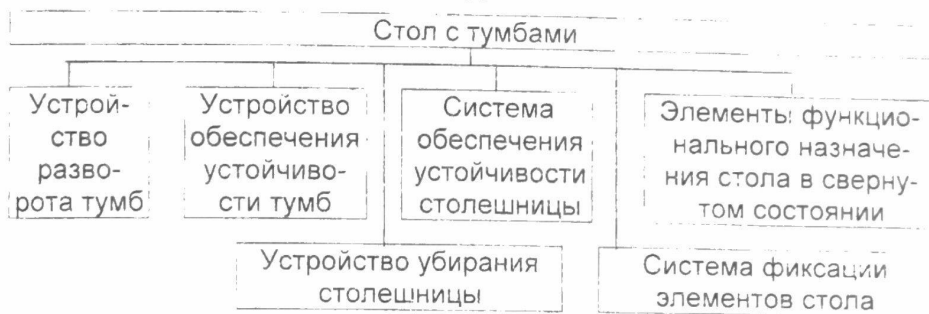 Стол с тумбами
Устрой-
ство
разво-
рота тумб
Устройство
обеспечения
устойчиво-
сти тумб
Система
обеспечения
устойчивости
столешницы
Элементы функцио-
нального назначе-
ния стола в сверну-
том состоянии
Устройство убирания
столешницы
Система фиксации
элементов стола